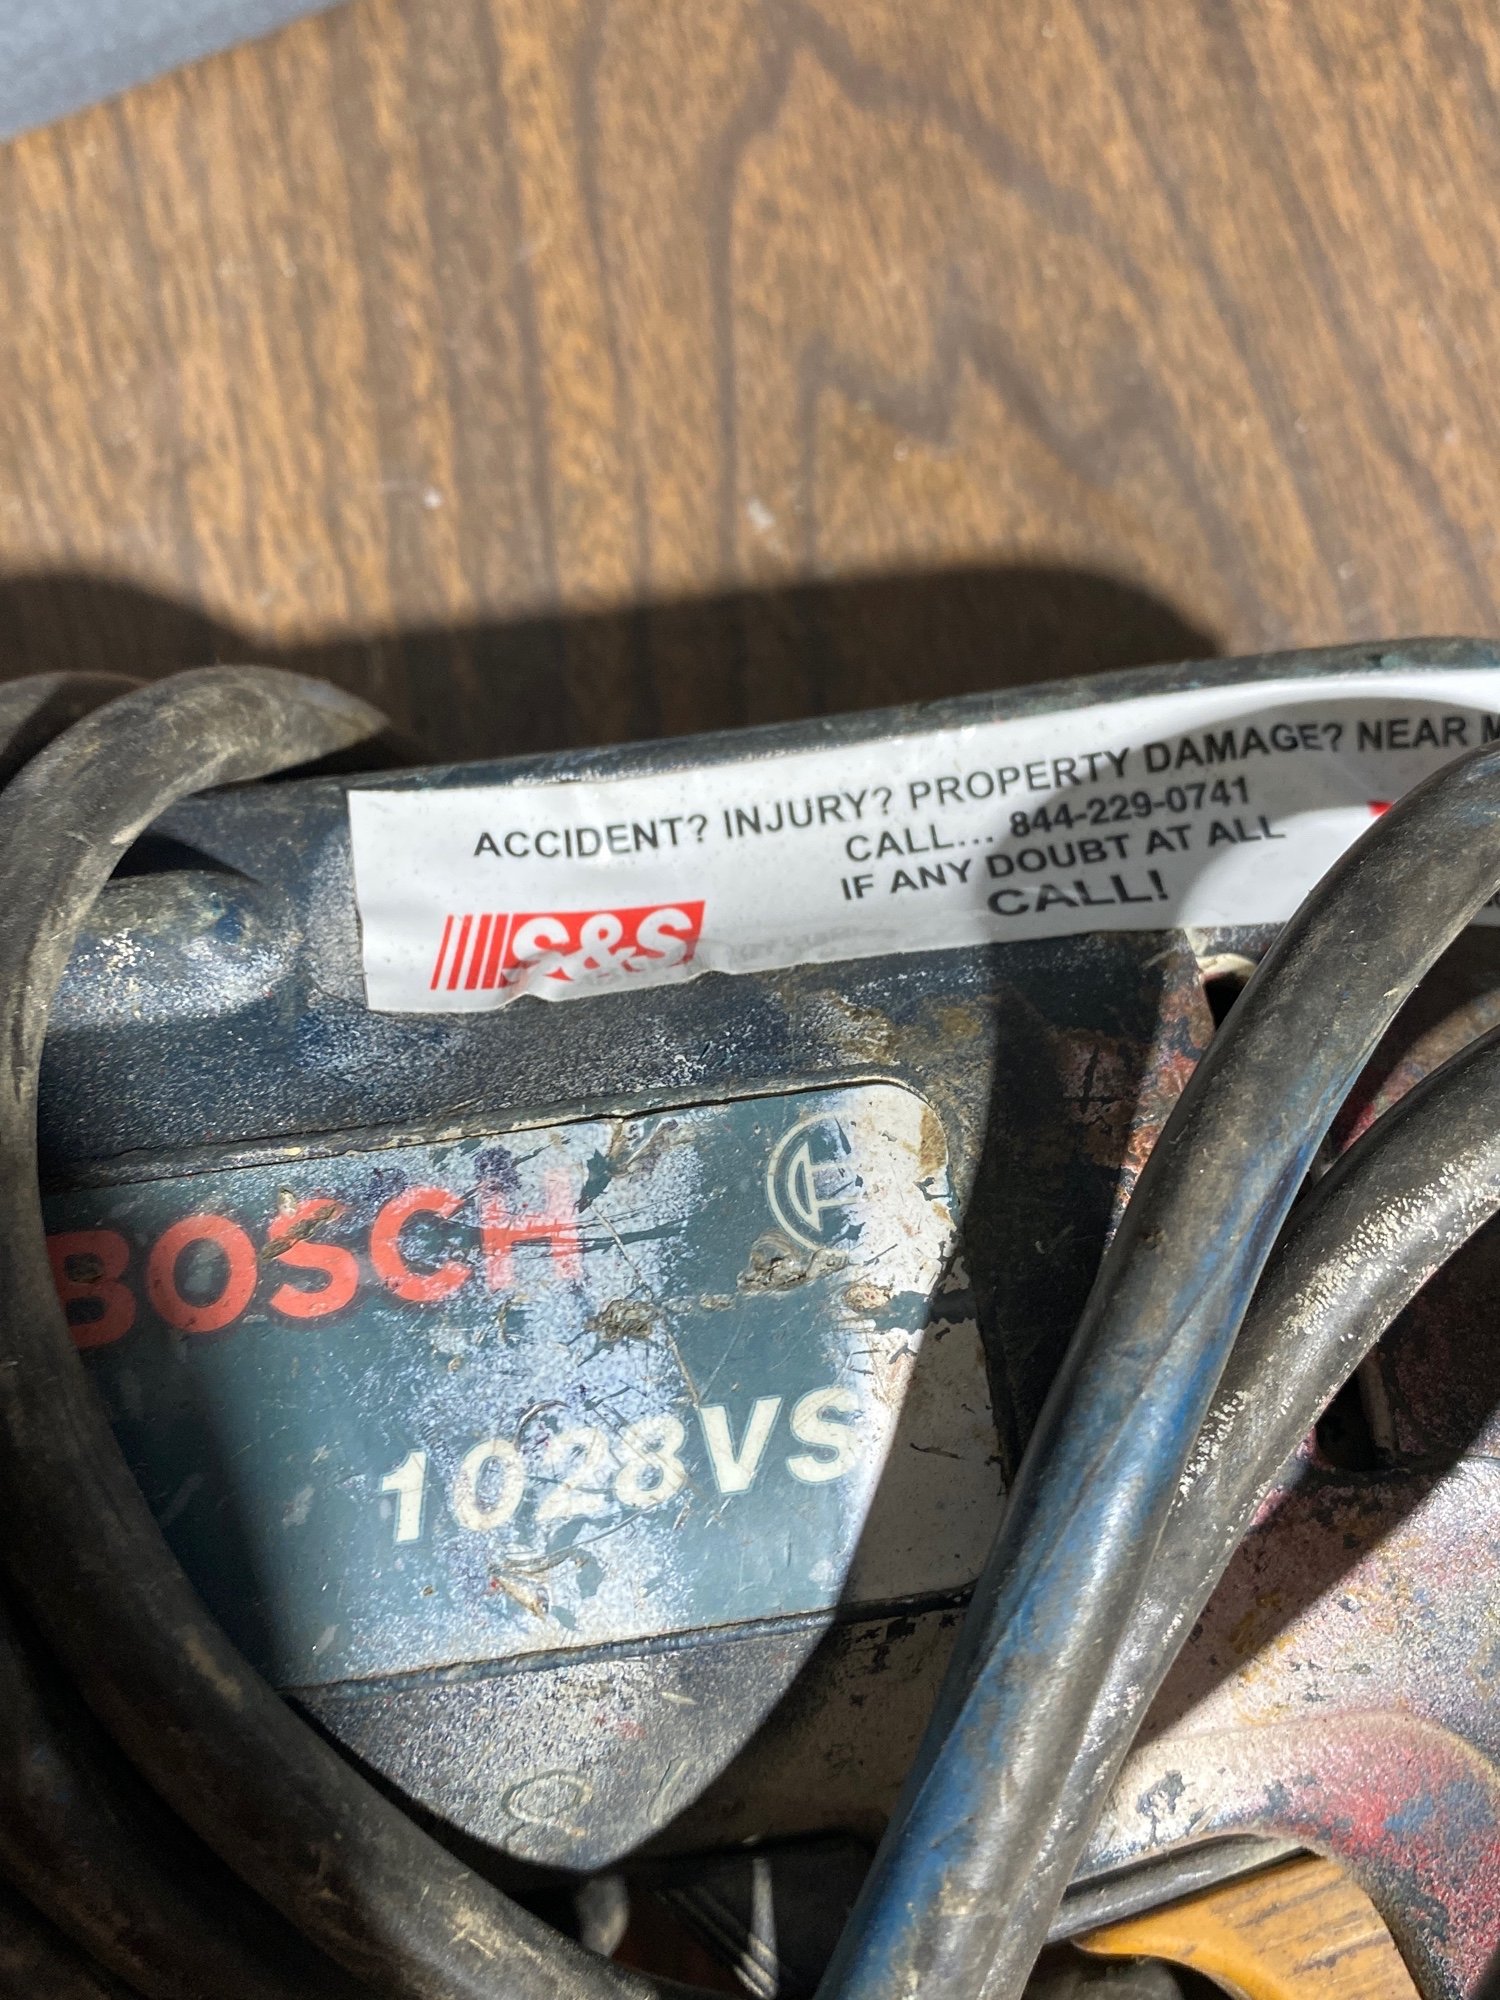 ACCIDENT? INJURY? PROPERTY DAMAGE? NEAR
CALL... 844-229-0741
IF ANY DOUBT AT ALL
CALL!
S&S
BOSCH
1028VS